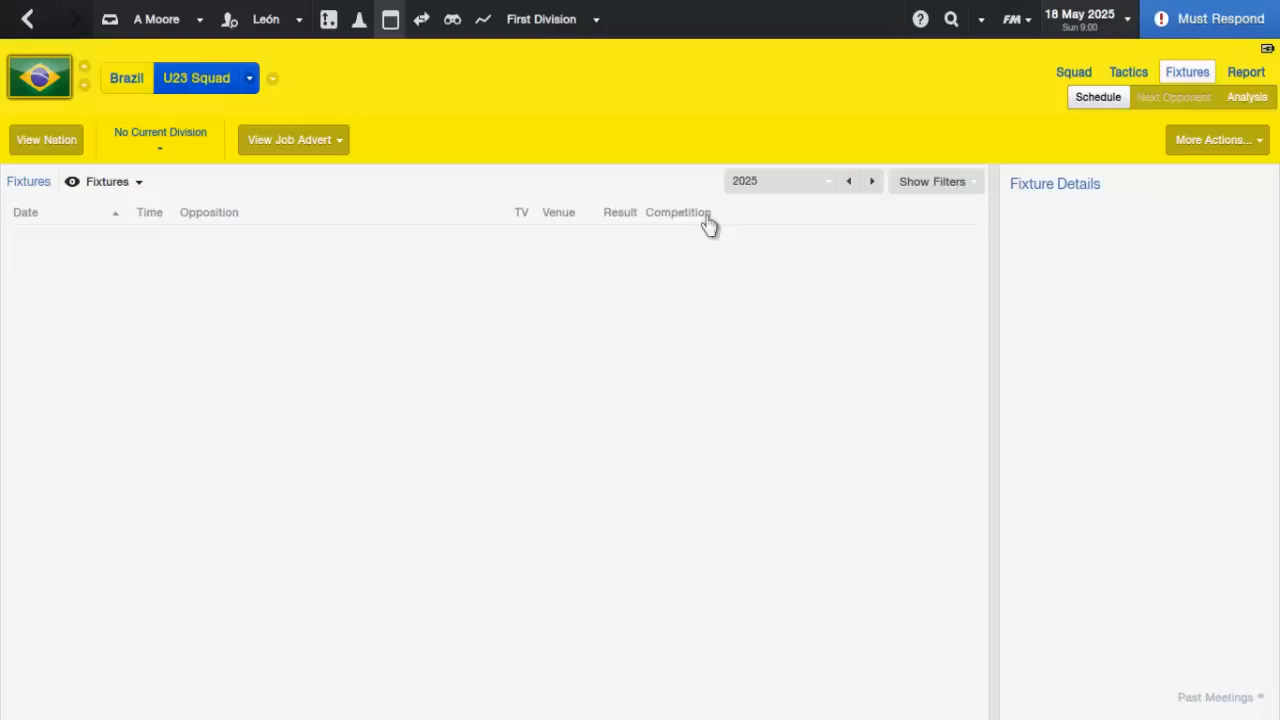 A Moore León First Division FM 18 May 2025 Must Respond
Sun 9:00
Brazil U23 Squad Squad Tactics Fixtures Report
Schedule Next Opponent Analysis
View Nation No Current Division View Job Advert More Actions...
Fixtures Fixtures 2025 Show Filters Fixture Details
Date Time Opposition TV Venue Result Competition
Past Meetings